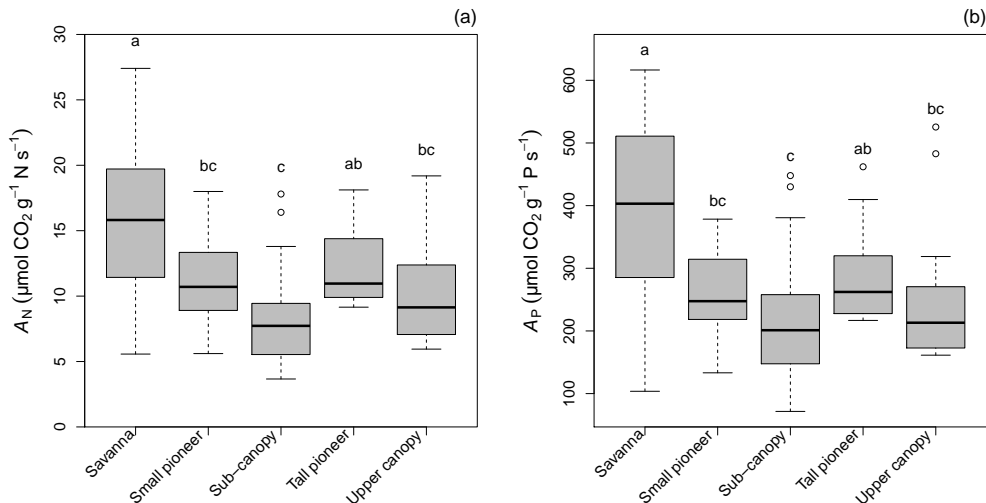 (a)
A_N (µmol CO₂ g⁻¹ N s⁻¹)
30
25
20
15
10
5
0
a
bc
c
ab
bc
Savanna
Small pioneer
Sub−canopy
Tall pioneer
Upper canopy
(b)
A_P (µmol CO₂ g⁻¹ P s⁻¹)
600
500
400
300
200
100
a
bc
c
ab
bc
Savanna
Small pioneer
Sub−canopy
Tall pioneer
Upper canopy